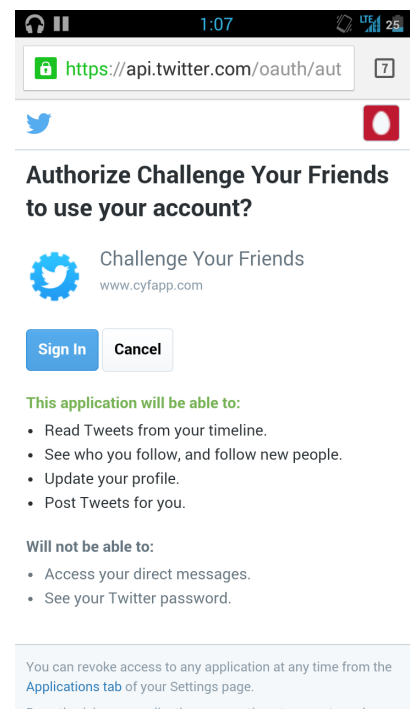 1:07
LTE
25
https://api.twitter.com/oauth/aut
7
Authorize Challenge Your Friends
to use your account?
Challenge Your Friends
www.cyfapp.com
Sign In
Cancel
This application will be able to:
• Read Tweets from your timeline.
• See who you follow, and follow new people.
• Update your profile.
• Post Tweets for you.
Will not be able to:
• Access your direct messages.
• See your Twitter password.
You can revoke access to any application at any time from the
Applications tab of your Settings page.